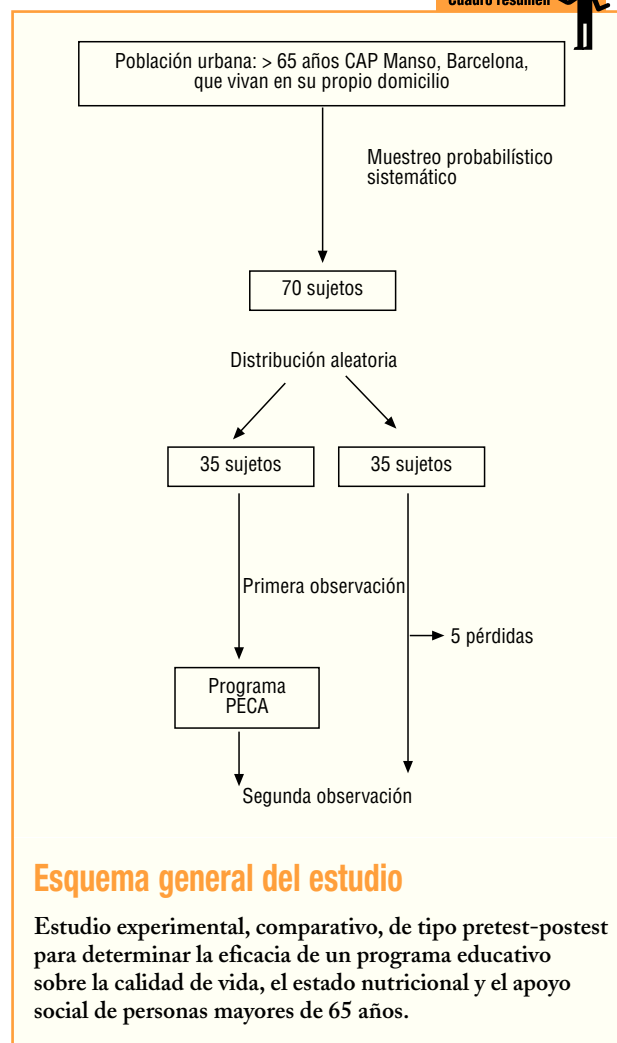 Cuadro resumen
Población urbana: > 65 años CAP Manso, Barcelona,
que vivan en su propio domicilio
Muestreo probabilístico
sistemático
70 sujetos
Distribución aleatoria
35 sujetos
35 sujetos
Primera observación
5 pérdidas
Programa
PECA
Segunda observación
Esquema general del estudio
Estudio experimental, comparativo, de tipo pretest-postest
para determinar la eficacia de un programa educativo
sobre la calidad de vida, el estado nutricional y el apoyo
social de personas mayores de 65 años.